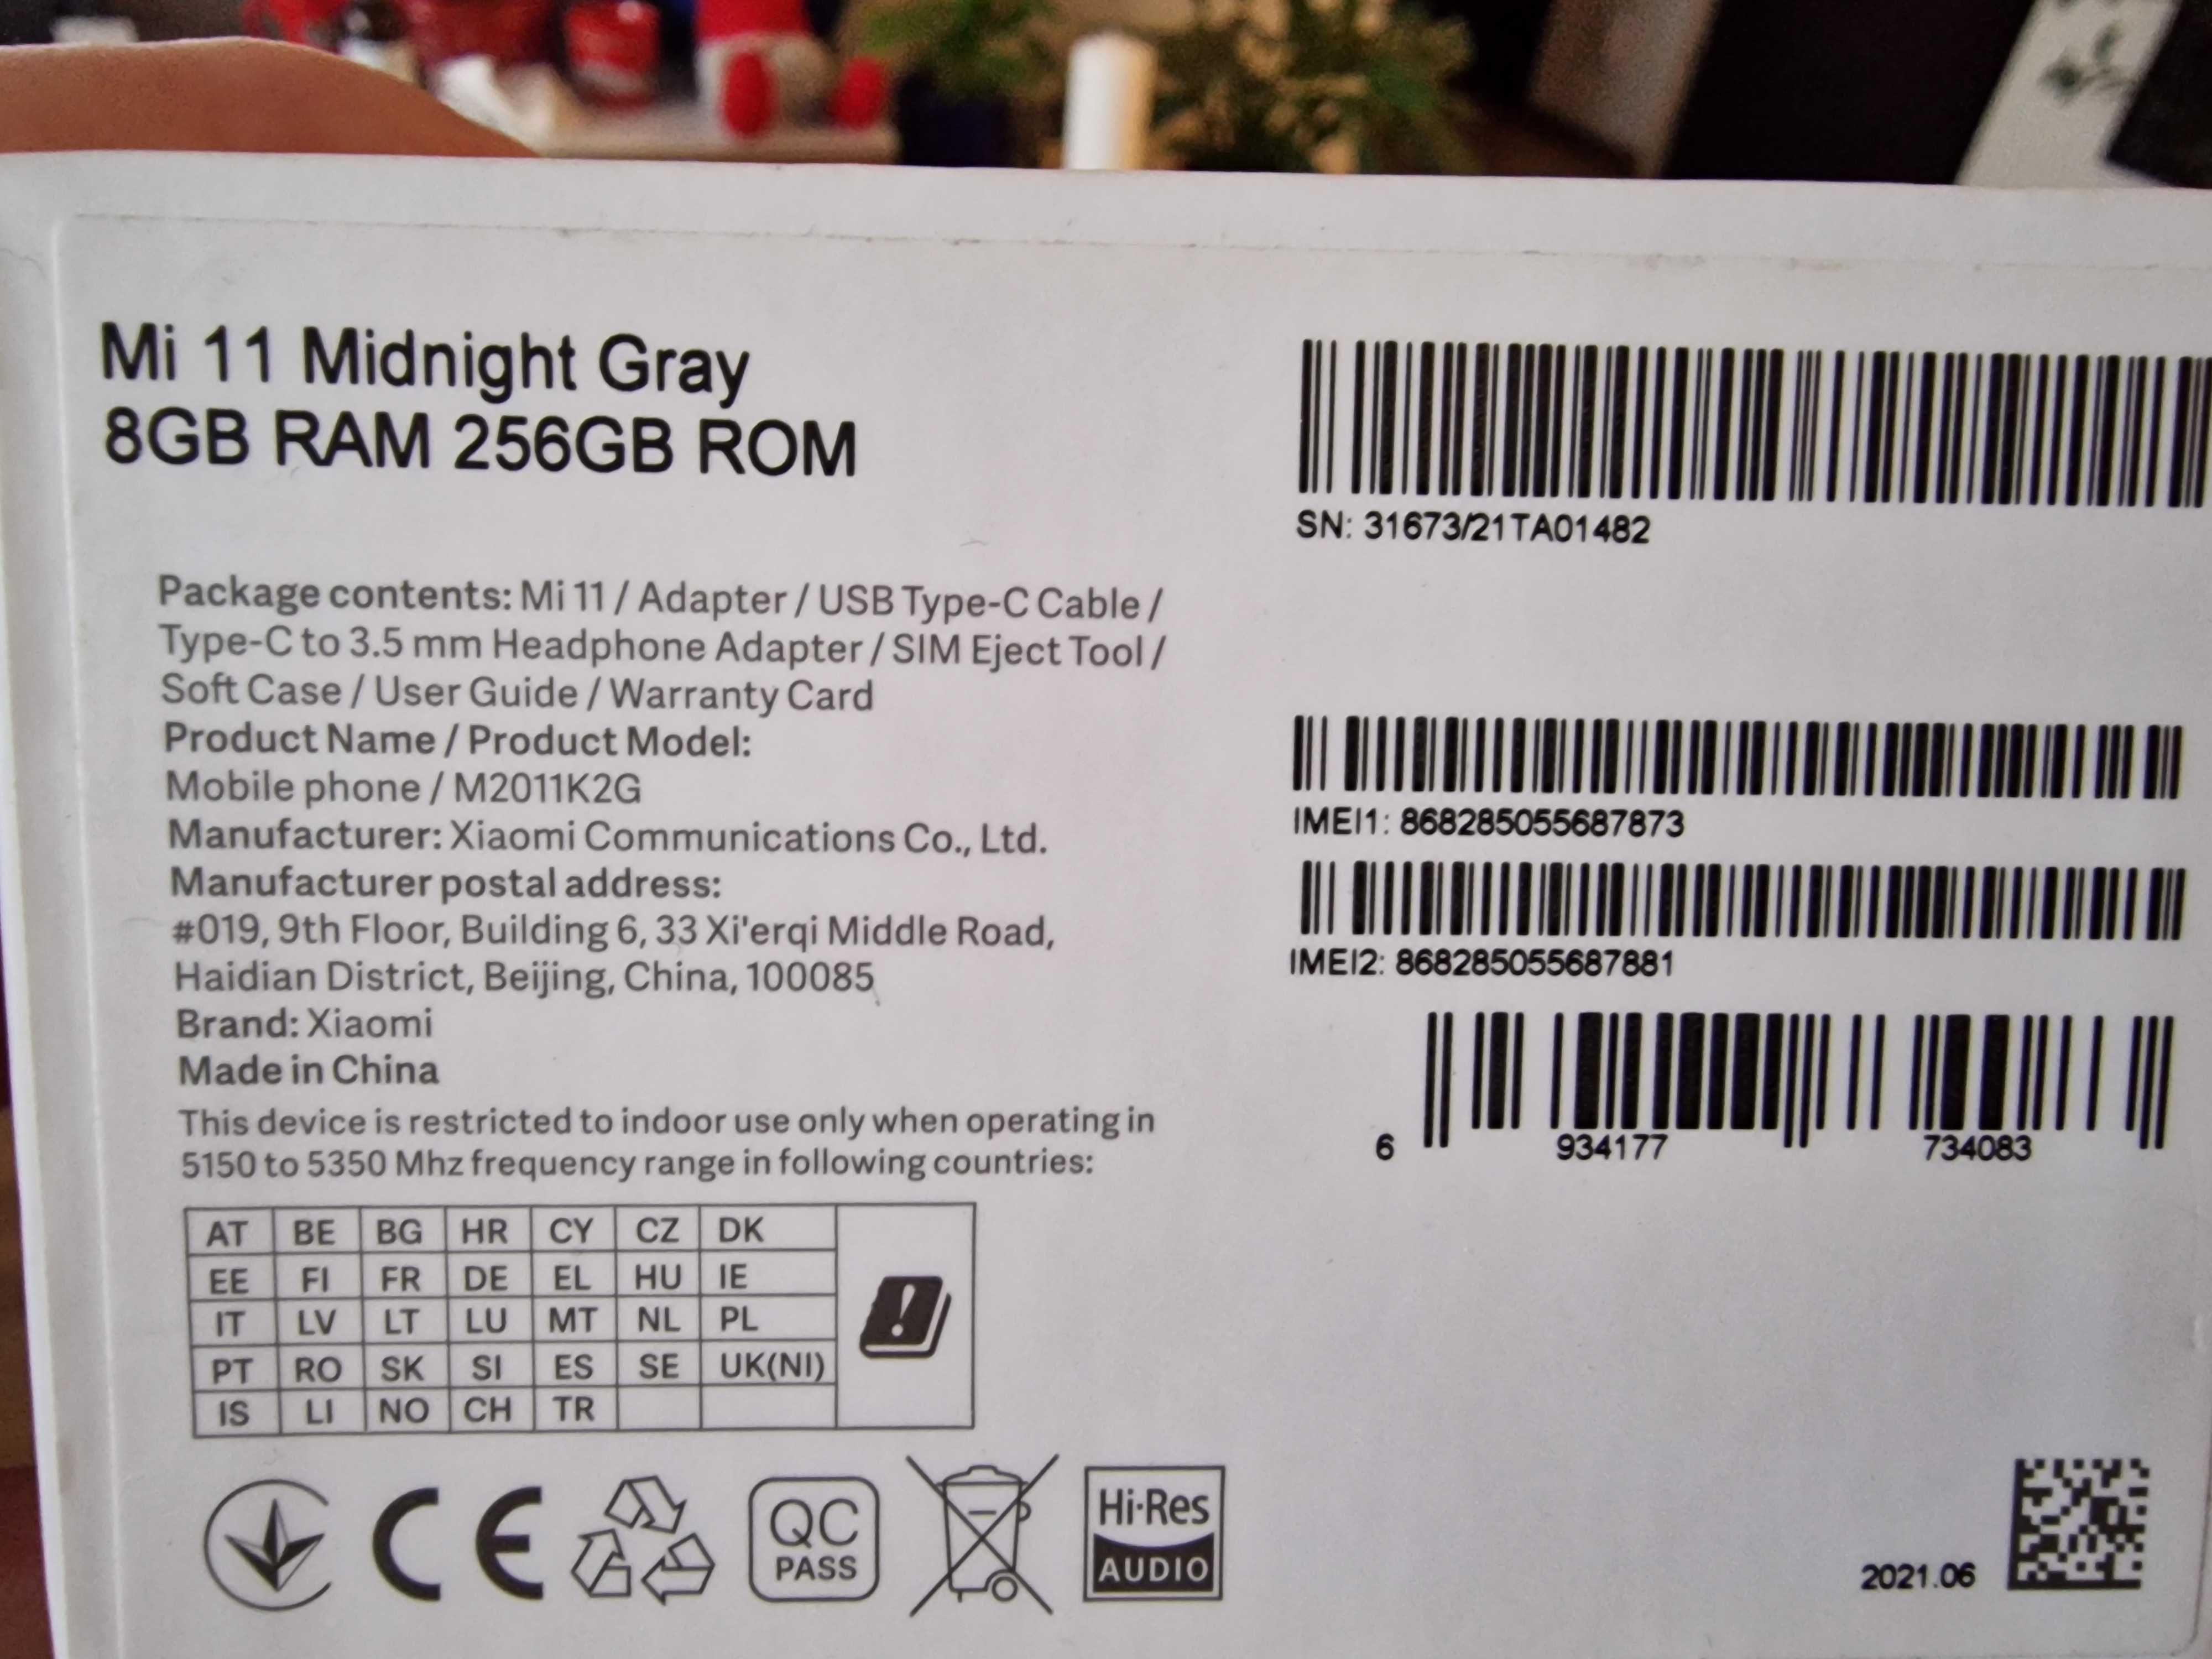 Mi 11 Midnight Gray
8GB RAM 256GB ROM
Package contents: Mi 11 / Adapter / USB Type-C Cable /
Type-C to 3.5 mm Headphone Adapter / SIM Eject Tool /
Soft Case / User Guide / Warranty Card
Product Name / Product Model:
Mobile phone / M2011K2G
Manufacturer: Xiaomi Communications Co., Ltd.
Manufacturer postal address:
#019, 9th Floor, Building 6, 33 Xi'erqi Middle Road,
Haidian District, Beijing, China, 100085
Brand: Xiaomi
Made in China
This device is restricted to indoor use only when operating in
5150 to 5350 Mhz frequency range in following countries:
AT BE BG HR CY CZ DK
EE FI FR DE EL HU IE
IT LV LT LU MT NL PL
PT RO SK SI ES SE UK(NI)
IS LI NO CH TR
CE
QC
PASS
Hi-Res
AUDIO
SN: 31673/21TA01482
IMEI1: 868285055687873
IMEI2: 868285055687881
6 934177 734083
2021.06